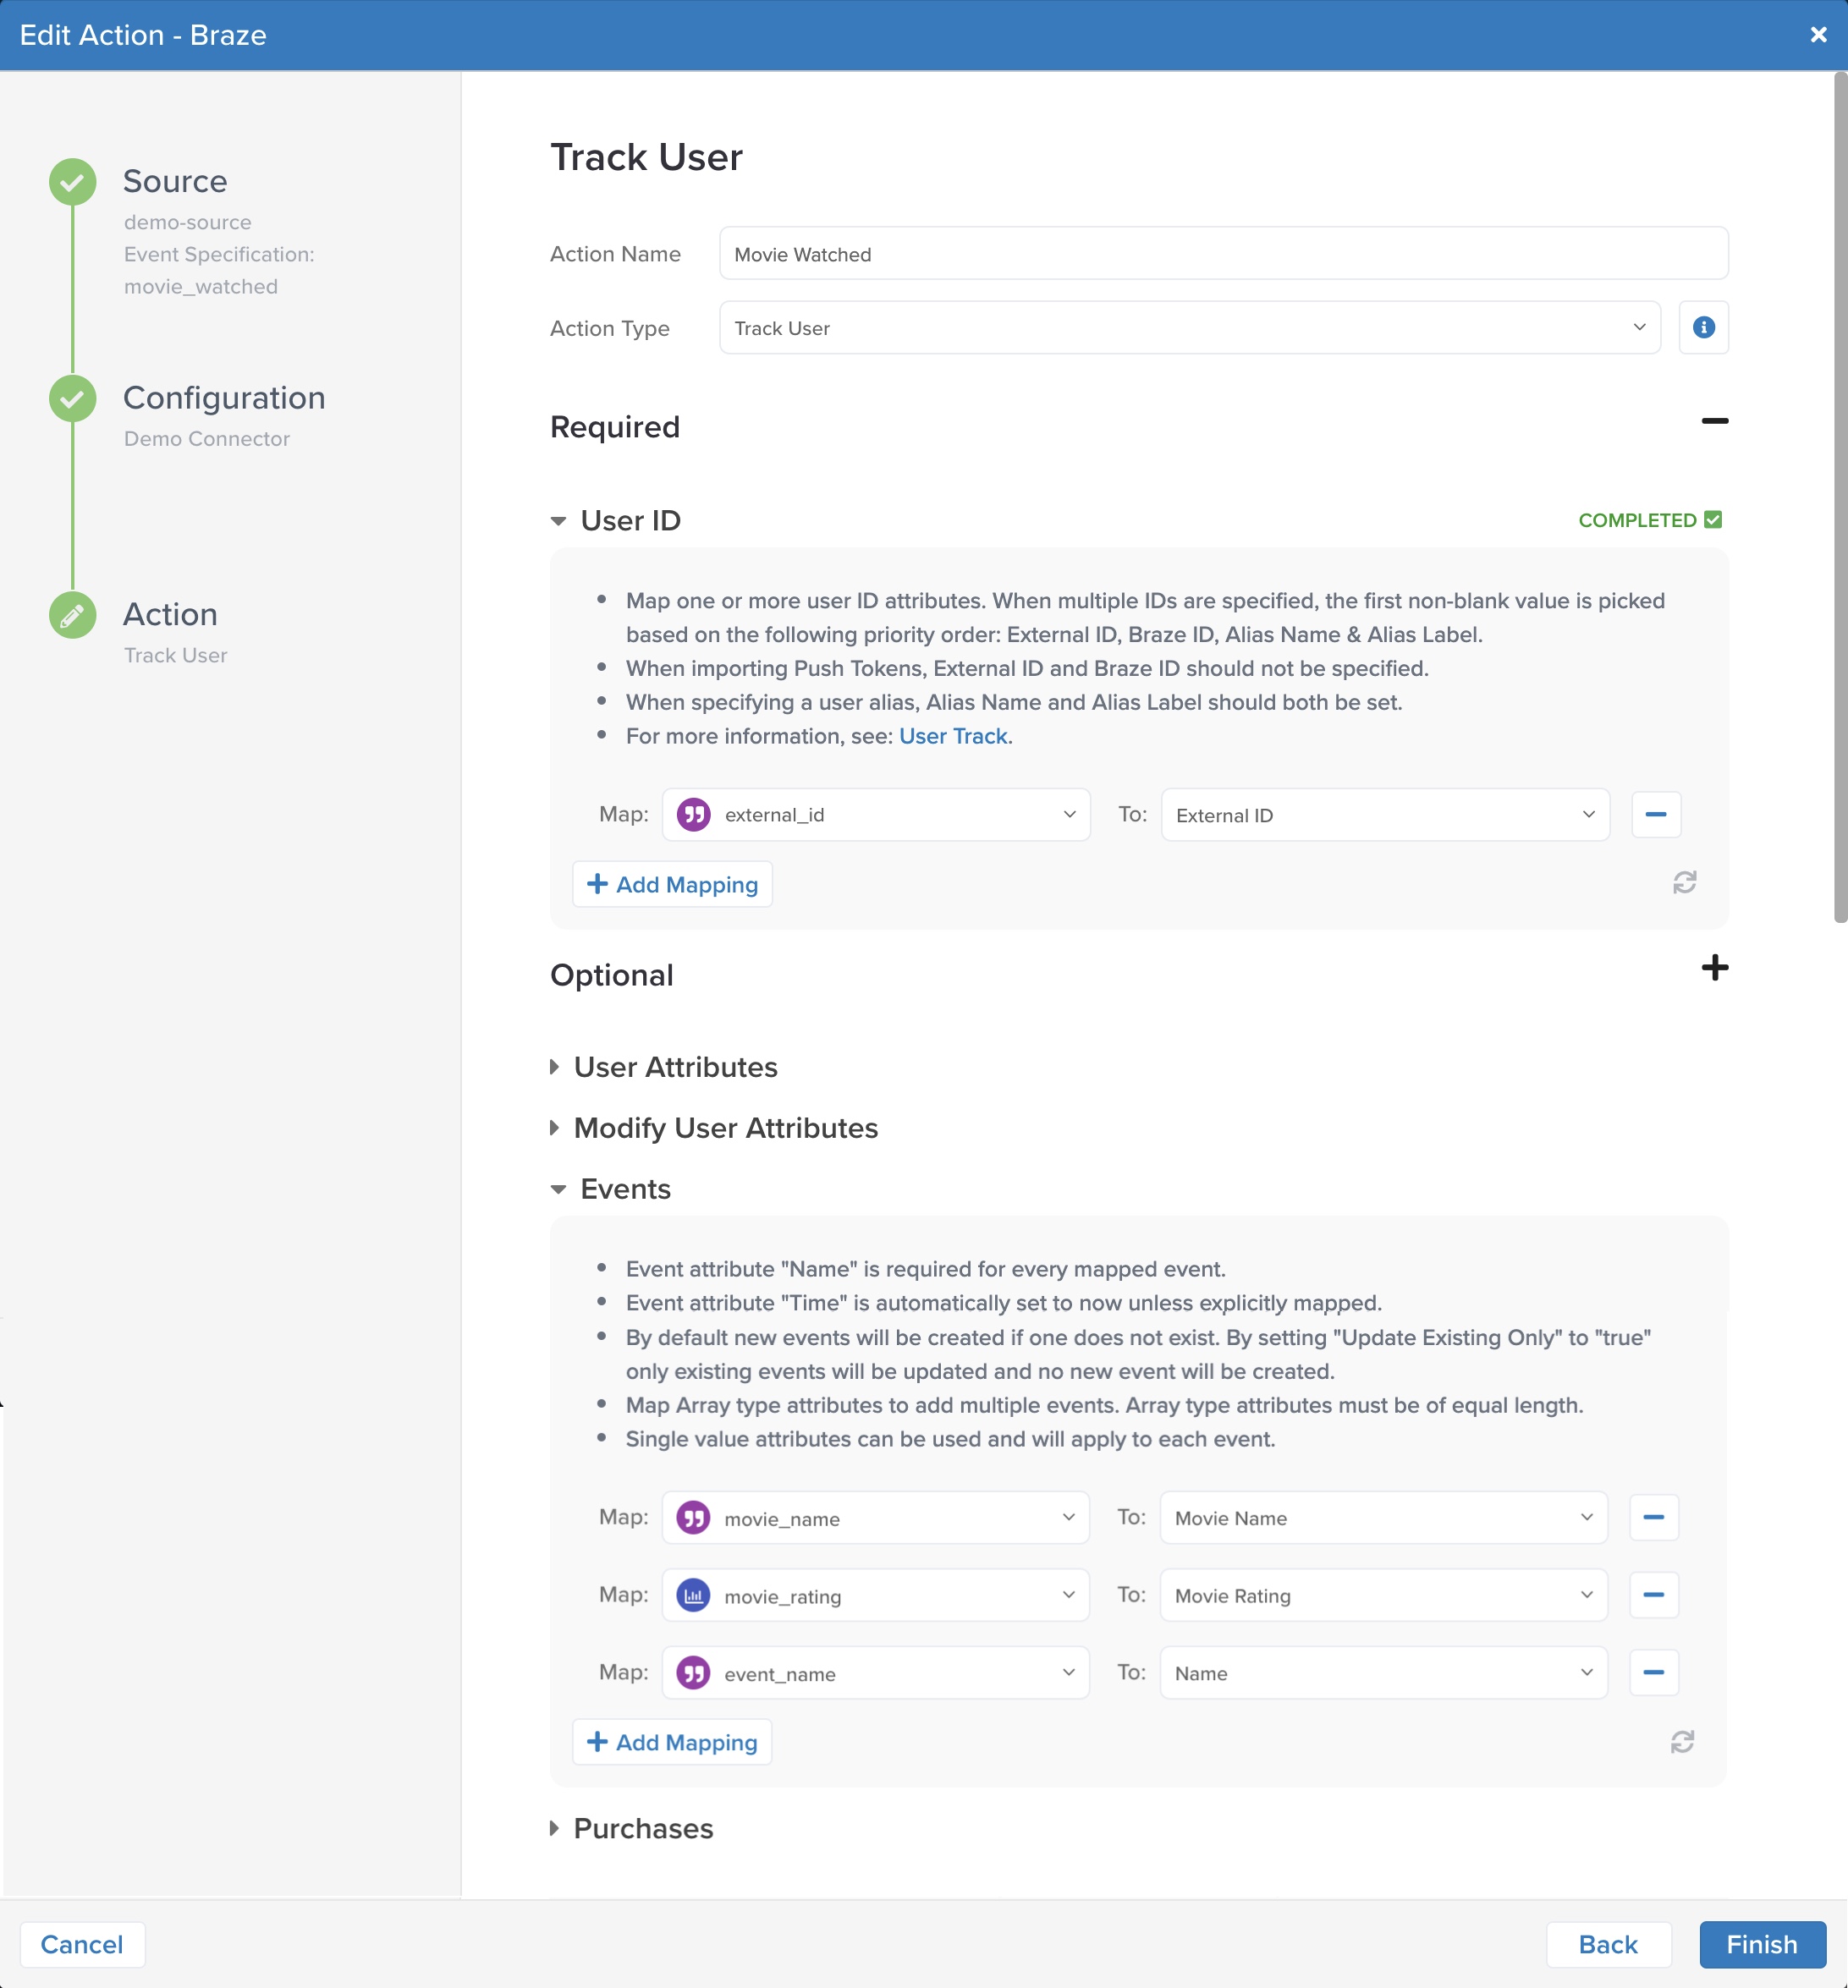 Edit Action - Braze
Source
demo-source
Event Specification:
movie_watched
Configuration
Demo Connector
Action
Track User
Track User
Action Name
Movie Watched
Action Type
Track User
Required
User ID
COMPLETED
Map one or more user ID attributes. When multiple IDs are specified, the first non-blank value is picked
based on the following priority order: External ID, Braze ID, Alias Name & Alias Label.
When importing Push Tokens, External ID and Braze ID should not be specified.
When specifying a user alias, Alias Name and Alias Label should both be set.
For more information, see: User Track.
Map: external_id To: External ID
Add Mapping
Optional
User Attributes
Modify User Attributes
Events
Event attribute "Name" is required for every mapped event.
Event attribute "Time" is automatically set to now unless explicitly mapped.
By default new events will be created if one does not exist. By setting "Update Existing Only" to "true"
only existing events will be updated and no new event will be created.
Map Array type attributes to add multiple events. Array type attributes must be of equal length.
Single value attributes can be used and will apply to each event.
Map: movie_name To: Movie Name
Map: movie_rating To: Movie Rating
Map: event_name To: Name
Add Mapping
Purchases
Cancel
Back
Finish